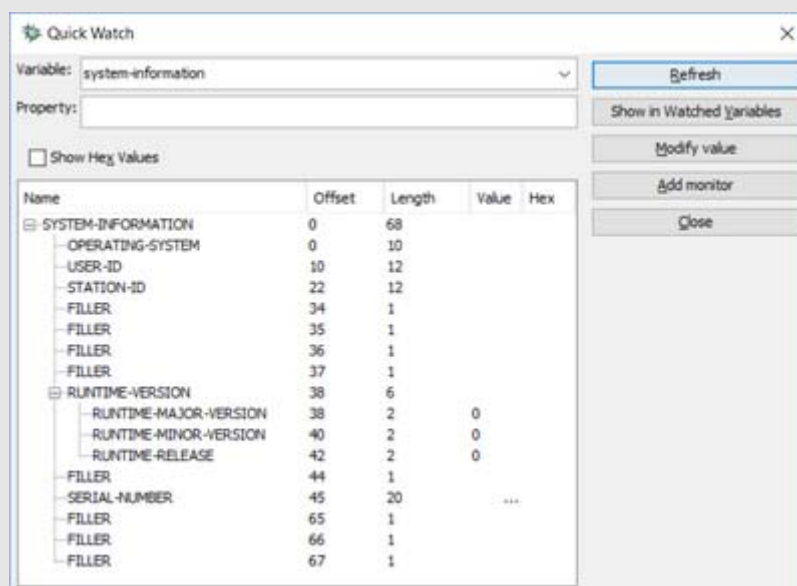 Quick Watch
Variable: system-information
Refresh
Property:
Show in Watched Variables
Show Hex Values
Modify value
Add monitor
Close
Name Offset Length Value Hex
SYSTEM-INFORMATION 0 68
OPERATING-SYSTEM 0 10
USER-ID 10 12
STATION-ID 22 12
FILLER 34 1
FILLER 35 1
FILLER 36 1
FILLER 37 1
RUNTIME-VERSION 38 6
RUNTIME-MAJOR-VERSION 38 2 0
RUNTIME-MINOR-VERSION 40 2 0
RUNTIME-RELEASE 42 2 0
FILLER 44 1
SERIAL-NUMBER 45 20 ...
FILLER 65 1
FILLER 66 1
FILLER 67 1